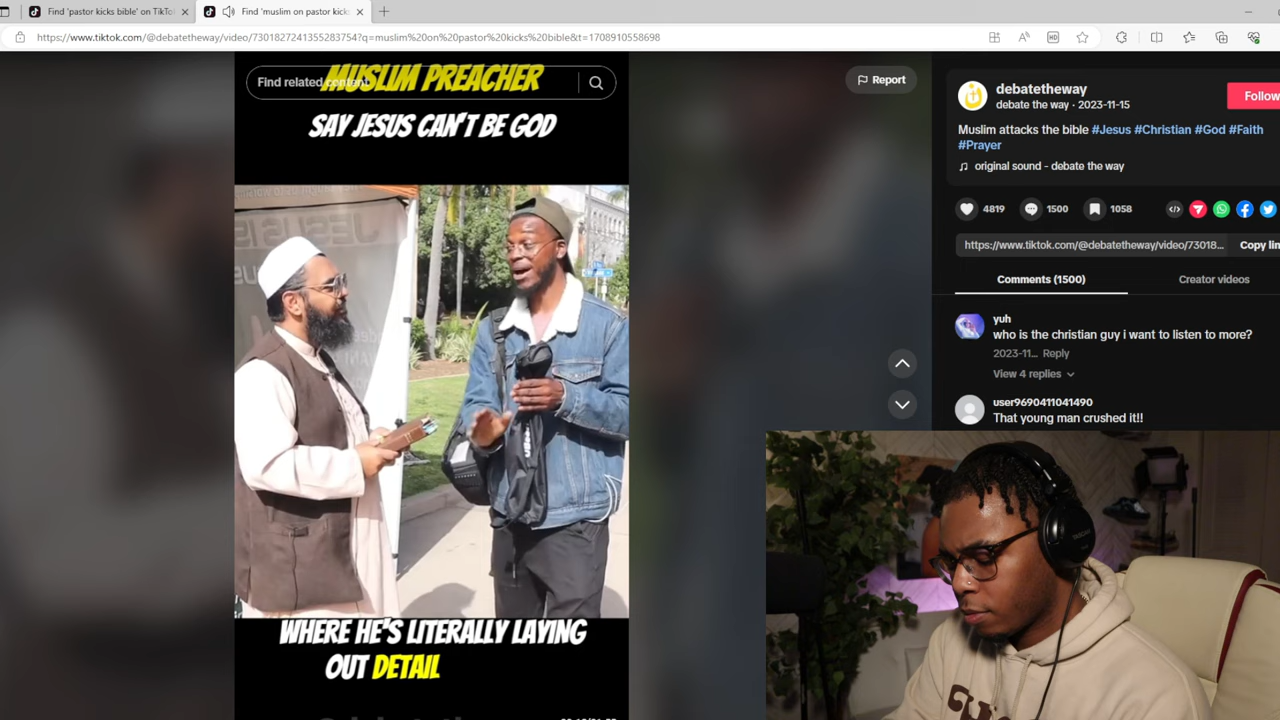 Find 'pastor kicks bible' on TikTo
Find 'muslim on pastor kick
https://www.tiktok.com/@debatetheway/video/7301827241355283754?q=muslim%20on%20pastor%20kicks%20bible&t=1708910558698
Find related content
MUSLIM PREACHER
SAY JESUS CAN'T BE GOD
Report
JESUS IS
WHERE HE'S LITERALLY LAYING
OUT DETAIL
debatetheway
debate the way · 2023-11-15
Follow
Muslim attacks the bible #Jesus #Christian #God #Faith
#Prayer
original sound - debate the way
4819
1500
1058
https://www.tiktok.com/@debatetheway/video/73018...
Copy lin
Comments (1500)
Creator videos
yuh
who is the christian guy i want to listen to more?
2023-11... Reply
View 4 replies
user9690411041490
That young man crushed it!!